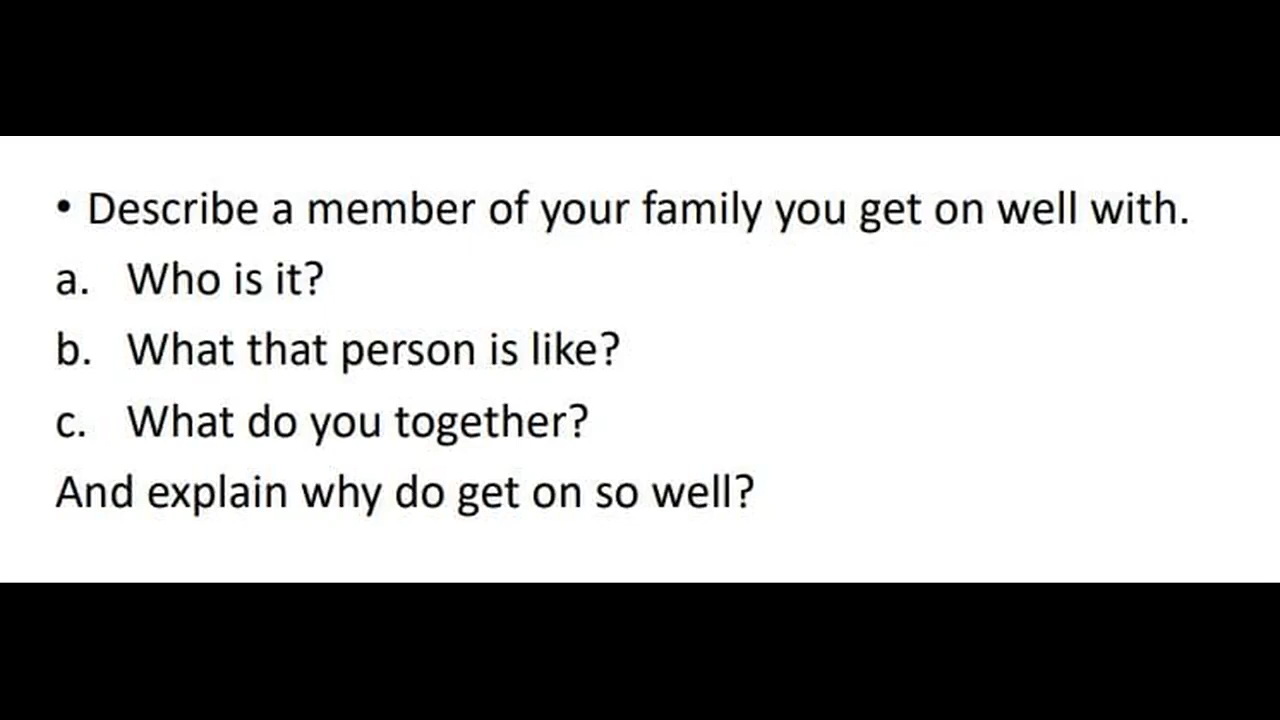 • Describe a member of your family you get on well with.
a. Who is it?
b. What that person is like?
c. What do you together?
And explain why do get on so well?